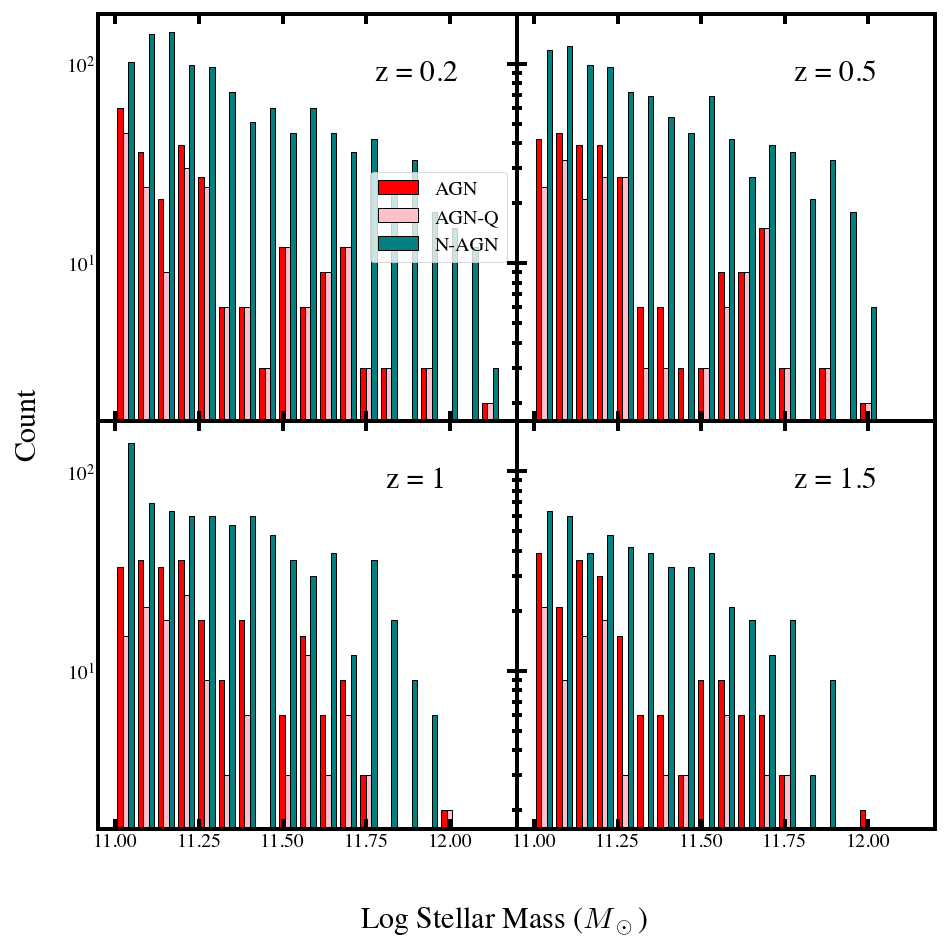 10²
10¹
z = 0.2
AGN
AGN-Q
N-AGN
z = 0.5
Count
10²
10¹
z = 1
z = 1.5
11.00 11.25 11.50 11.75 12.00
11.00 11.25 11.50 11.75 12.00
Log Stellar Mass (M⊙)